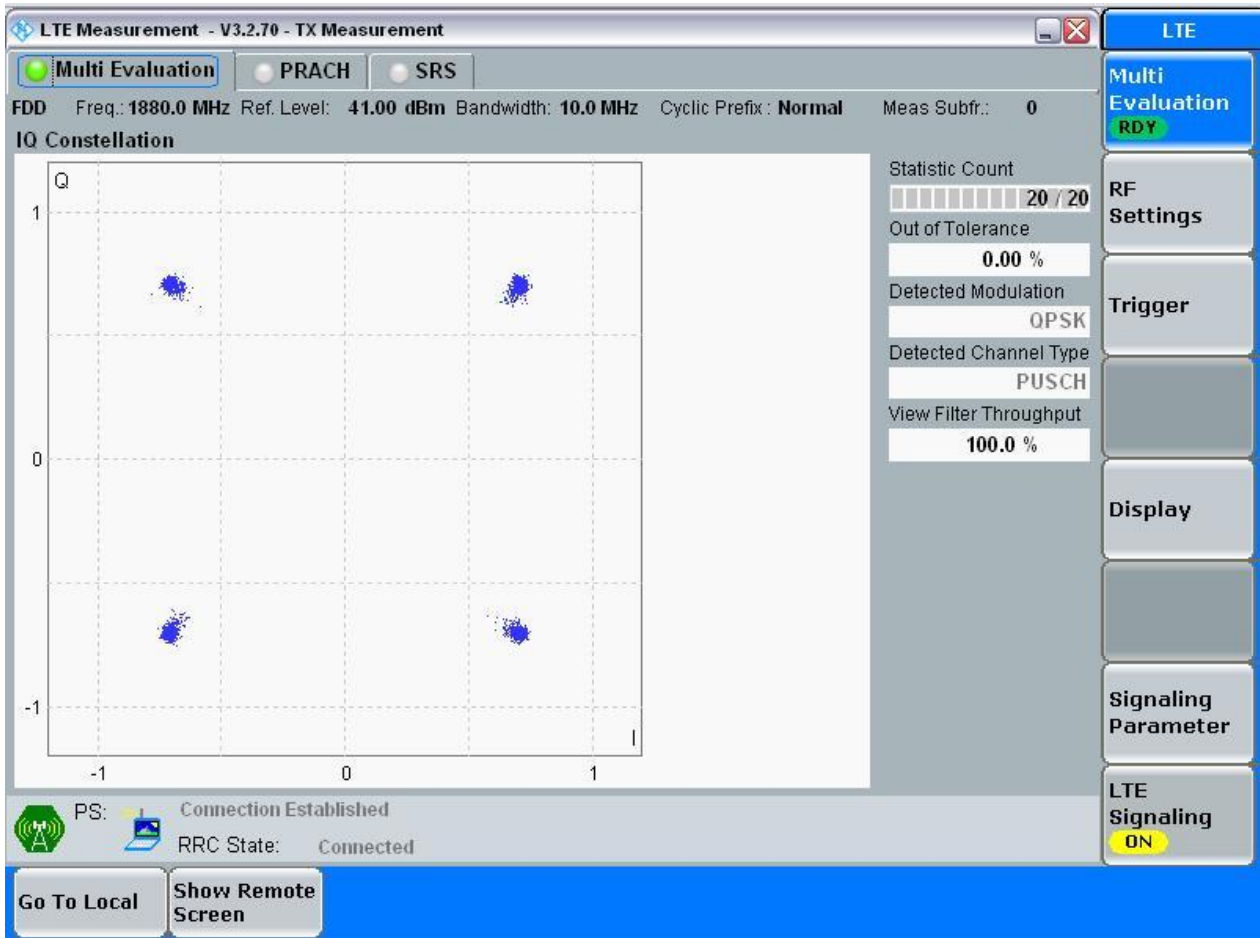 LTE Measurement - V3.2.70 - TX Measurement
LTE
Multi Evaluation
PRACH
SRS
FDD Freq.: 1880.0 MHz Ref. Level: 41.00 dBm Bandwidth: 10.0 MHz Cyclic Prefix : Normal Meas Subfr.: 0
IQ Constellation
Q
1
0
-1
I
-1 0 1
Statistic Count
20 / 20
Out of Tolerance
0.00 %
Detected Modulation
QPSK
Detected Channel Type
PUSCH
View Filter Throughput
100.0 %
Multi
Evaluation
RDY
RF
Settings
Trigger
Display
Signaling
Parameter
LTE
Signaling
ON
PS: Connection Established
RRC State: Connected
Go To Local
Show Remote
Screen